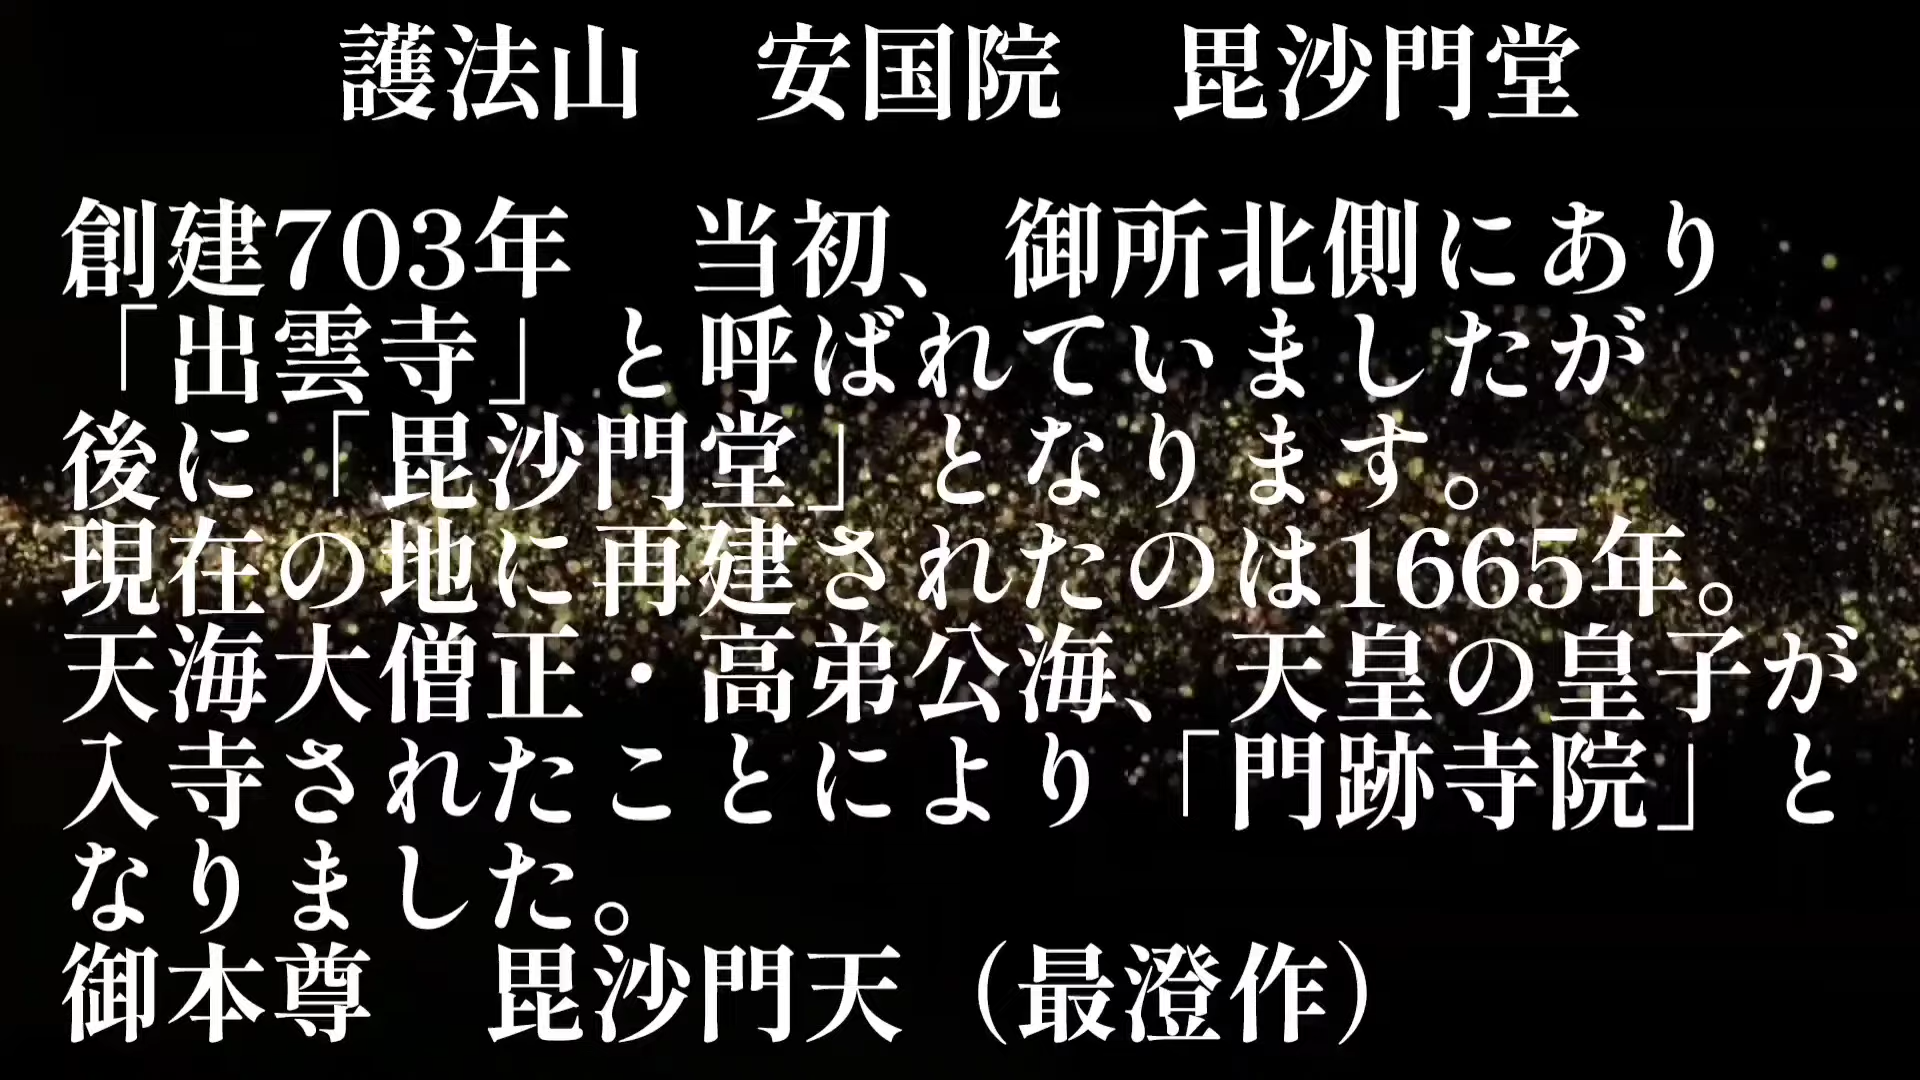 護法山　安国院　毘沙門堂
創建703年　当初、御所北側にあり
「出雲寺」と呼ばれていましたが
後に「毘沙門堂」となります。
現在の地に再建されたのは1665年。
天海大僧正・高弟公海、天皇の皇子が
入寺されたことにより「門跡寺院」と
なりました。
御本尊　毘沙門天（最澄作）